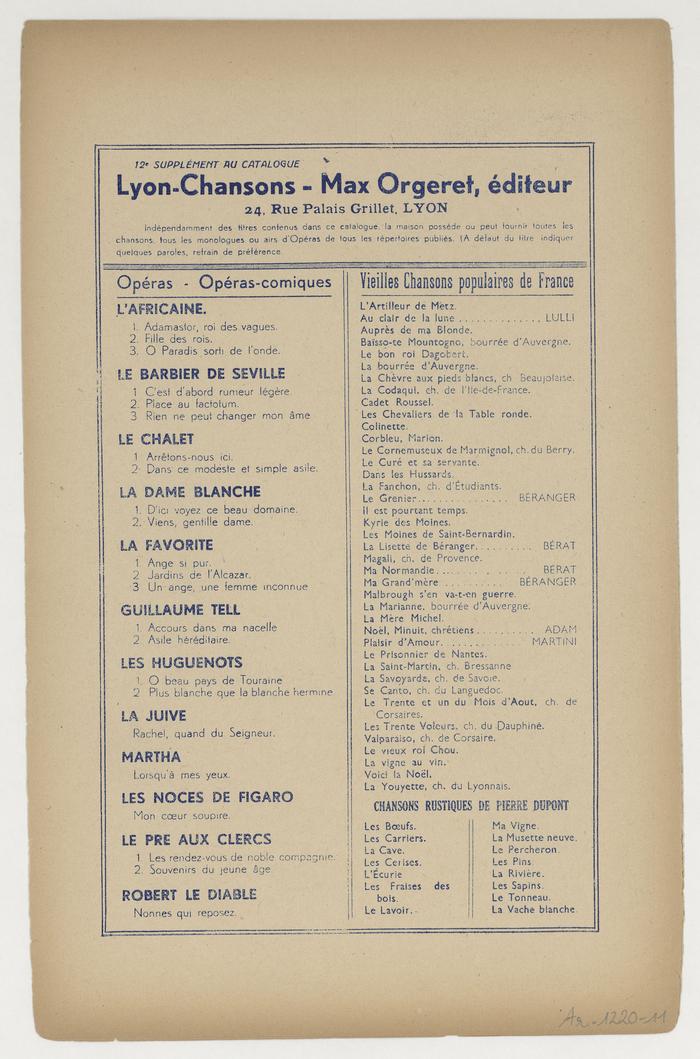 12e SUPPLÉMENT AU CATALOGUE
Lyon-Chansons - Max Orgeret, éditeur
24, Rue Palais Grillet, LYON
Indépendamment des titres contenus dans ce catalogue, la maison possède ou peut fournir toutes les
chansons, tous les monologues ou airs d'Opéras de tous les répertoires publiés. (A défaut du titre indiquer
quelques paroles, refrain de préférence.
Opéras - Opéras-comiques
L'AFRICAINE.
1. Adamastor, roi des vagues.
2. Fille des rois.
3. O Paradis sorti de l'onde.
LE BARBIER DE SEVILLE
1 C'est d'abord rumeur légère.
2. Place au factotum.
3 Rien ne peut changer mon âme
LE CHALET
1 Arrêtons-nous ici.
2. Dans ce modeste et simple asile.
LA DAME BLANCHE
1. D'ici voyez ce beau domaine.
2. Viens, gentille dame.
LA FAVORITE
1 Ange si pur.
2 Jardins de l'Alcazar.
3 Un ange, une femme inconnue
GUILLAUME TELL
1. Accours dans ma nacelle
2 Asile héréditaire.
LES HUGUENOTS
1. O beau pays de Touraine
2 Plus blanche que la blanche hermine
LA JUIVE
Rachel, quand du Seigneur.
MARTHA
Lorsqu'à mes yeux.
LES NOCES DE FIGARO
Mon cœur soupire.
LE PRE AUX CLERCS
1. Les rendez-vous de noble compagnie.
2. Souvenirs du jeune âge
ROBERT LE DIABLE
Nonnes qui reposez.
Vieilles Chansons populaires de France
L'Artilleur de Metz.
Au clair de la lune .............. LULLI
Auprès de ma Blonde.
Baïsso-te Mountogno, bourrée d'Auvergne.
Le bon roi Dagobert.
La bourrée d'Auvergne.
La Chèvre aux pieds blancs, ch Beaujolaise.
La Codaqui, ch. de l'Ile-de-France.
Cadet Roussel.
Les Chevaliers de la Table ronde.
Colinette.
Corbleu, Marion.
Le Cornemuseux de Marmignol, ch. du Berry.
Le Curé et sa servante.
Dans les Hussards.
La Fanchon, ch. d'Étudiants.
Le Grenier............... BÉRANGER
Il est pourtant temps.
Kyrie des Moines.
Les Moines de Saint-Bernardin.
La Lisette de Béranger.......... BÉRAT
Magali, ch. de Provence.
Ma Normandie................. BÉRAT
Ma Grand'mère ........... BÉRANGER
Malbrough s'en va-t-en guerre.
La Marianne, bourrée d'Auvergne.
La Mère Michel.
Noël, Minuit, chrétiens.......... ADAM
Plaisir d'Amour.............. MARTINI
Le Prisonnier de Nantes.
La Saint-Martin, ch. Bressanne
La Savoyarde, ch. de Savoie.
Se Canto, ch. du Languedoc.
Le Trente et un du Mois d'Aout, ch. de
Corsaires.
Les Trente Voleurs, ch. du Dauphiné.
Valparaiso, ch. de Corsaire.
Le vieux roi Chou.
La vigne au vin.
Voici la Noël.
La Youyette, ch. du Lyonnais.
CHANSONS RUSTIQUES DE PIERRE DUPONT
Les Bœufs.
Les Carriers.
La Cave.
Les Cerises.
L'Écurie
Les Fraises des
bois.
Le Lavoir.
Ma Vigne.
La Musette neuve.
Le Percheron.
Les Pins.
La Rivière.
Les Sapins.
Le Tonneau.
La Vache blanche.
Ar-1220-11